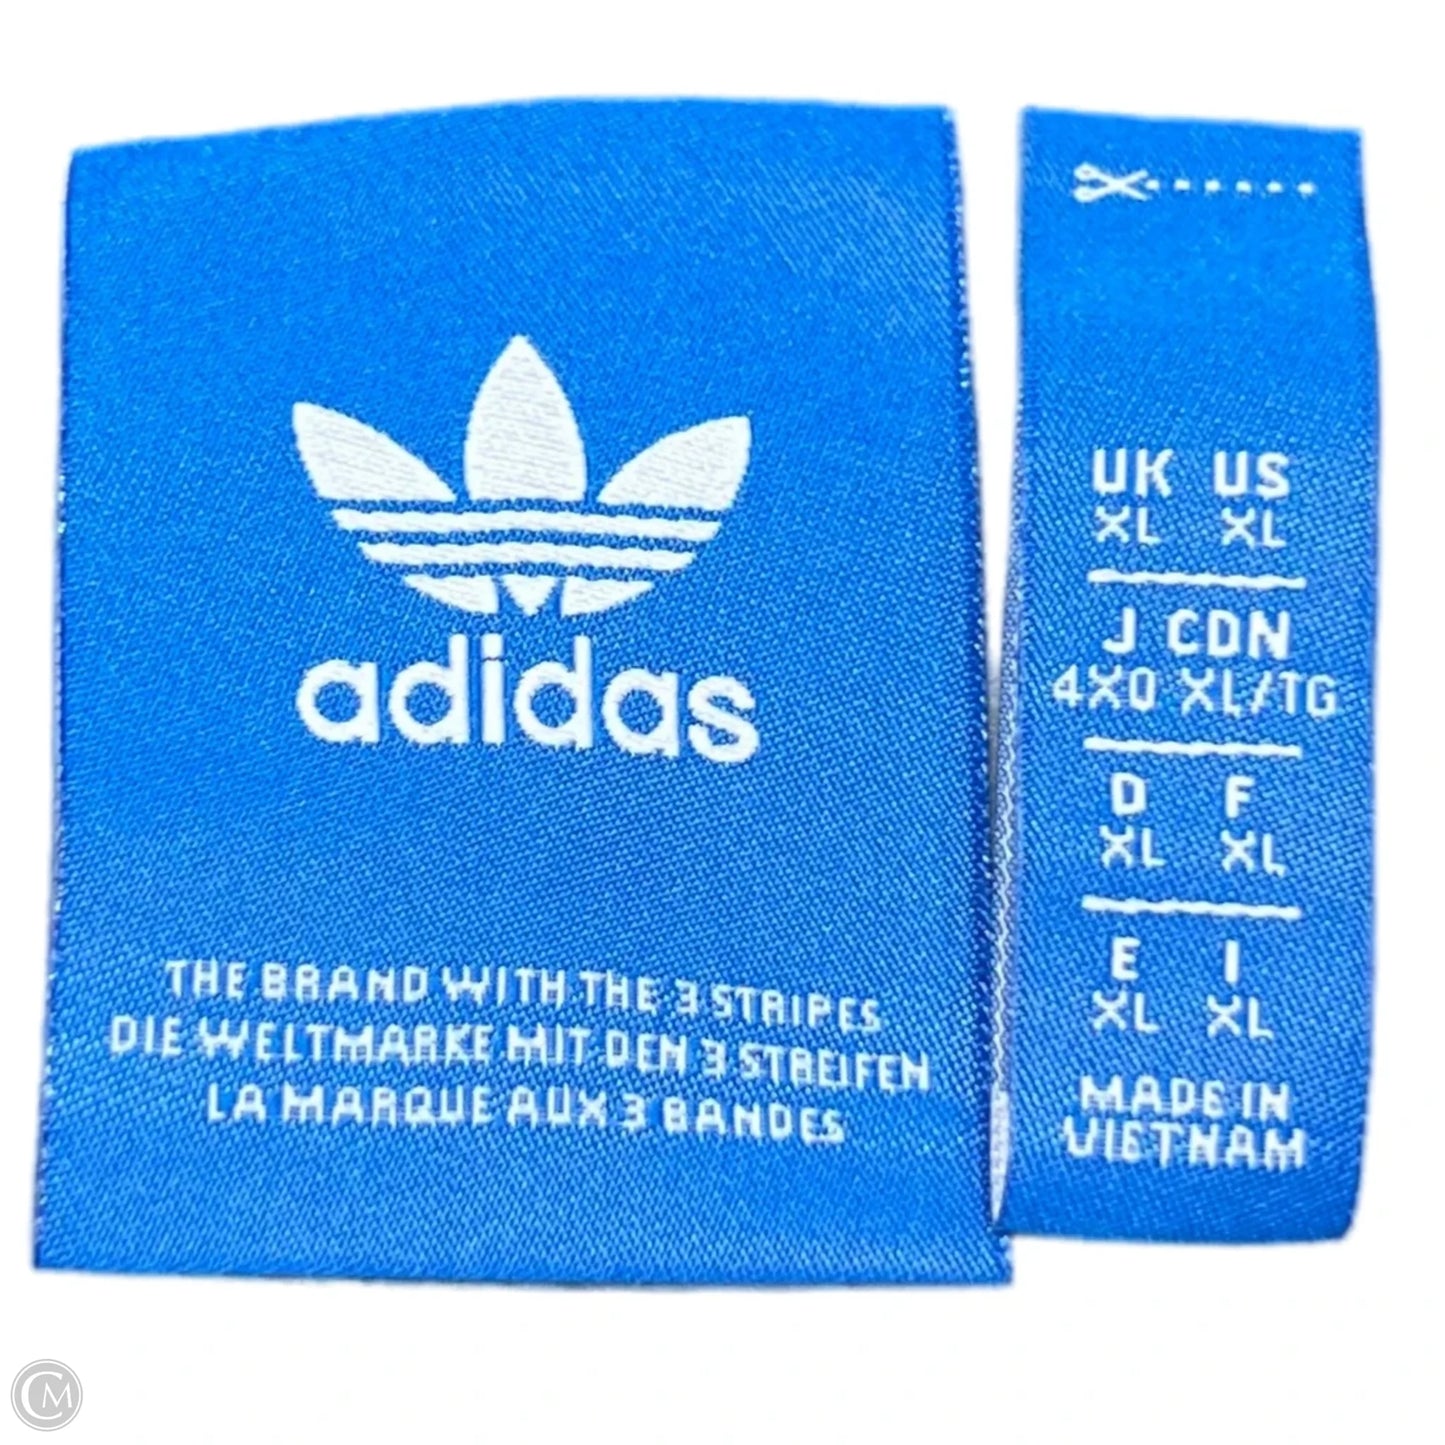 adidas
THE BRAND WITH THE 3 STRIPES
DIE WELTMARKE MIT DEN 3 STREIFEN
LA MARQUE AUX 3 BANDES
UK US
XL XL
J CDN
4XO XL/TG
D F
XL XL
E I
XL XL
MADE IN
VIETNAM
CM